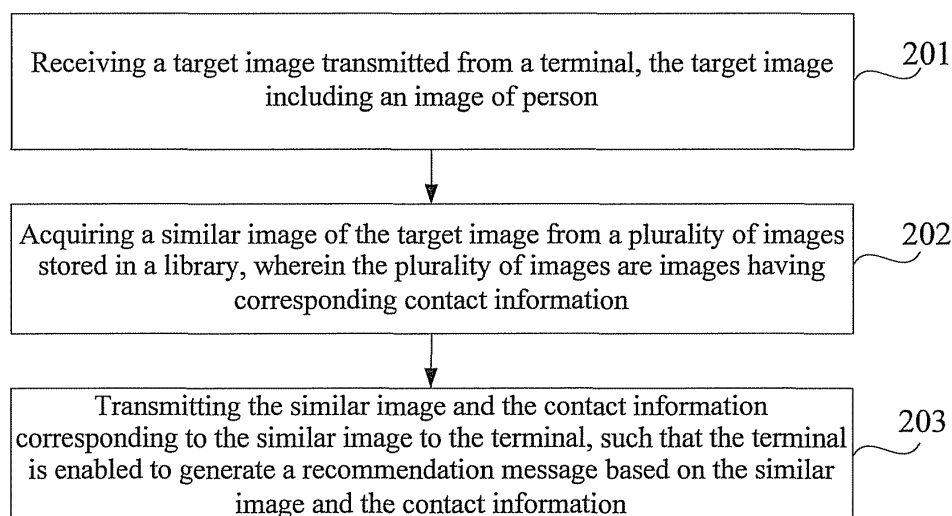 Receiving a target image transmitted from a terminal, the target image
including an image of person
201
Acquiring a similar image of the target image from a plurality of images
stored in a library, wherein the plurality of images are images having
corresponding contact information
202
Transmitting the similar image and the contact information
corresponding to the similar image to the terminal, such that the terminal
is enabled to generate a recommendation message based on the similar
image and the contact information
203